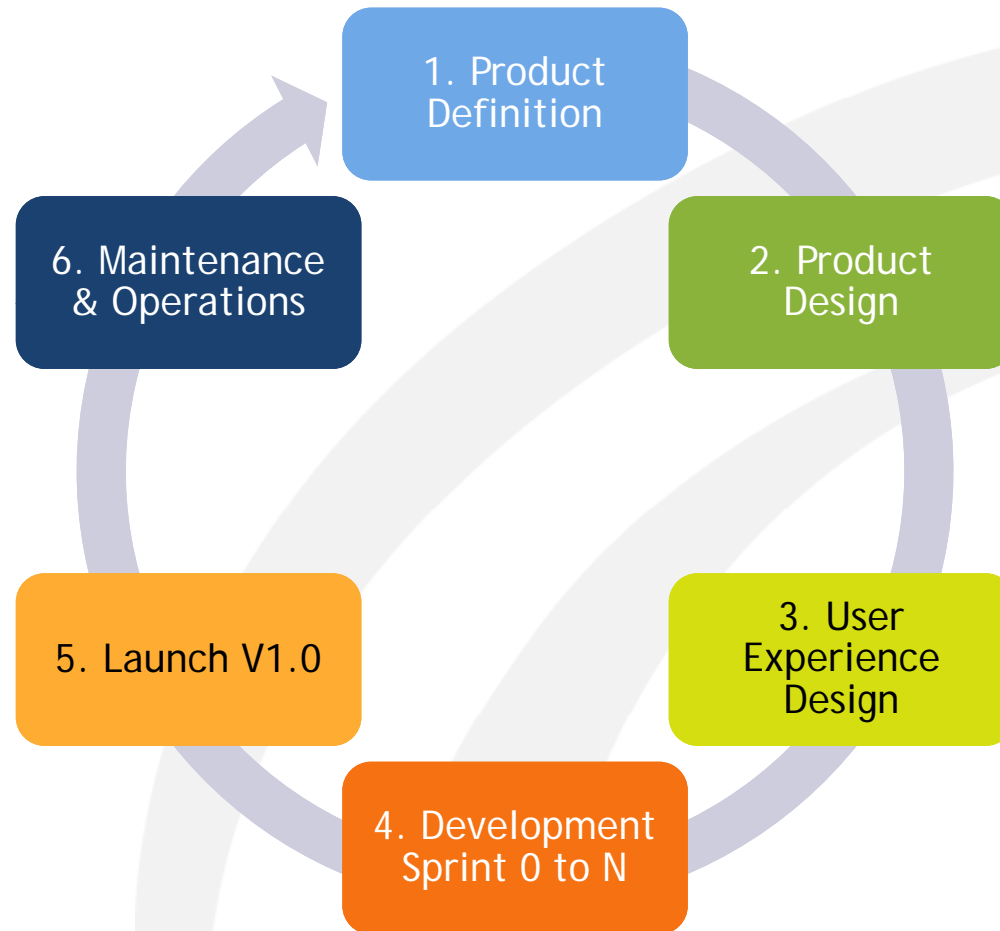 1. Product
Definition
2. Product
Design
3. User
Experience
Design
4. Development
Sprint 0 to N
5. Launch V1.0
6. Maintenance
& Operations